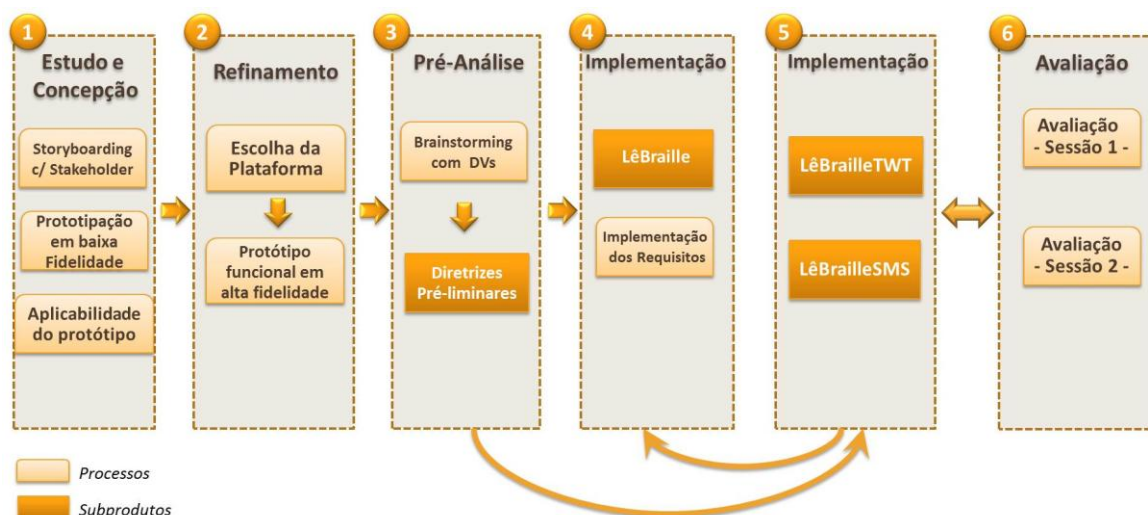 1
Estudo e
Concepção
Storyboarding
c/ Stakeholder
Prototipação
em baixa
Fidelidade
Aplicabilidade
do protótipo
2
Refinamento
Escolha da
Plataforma
Protótipo
funcional em
alta fidelidade
3
Pré-Análise
Brainstorming
com DVs
Diretrizes
Pré-liminares
4
Implementação
LêBraille
Implementação
dos Requisitos
5
Implementação
LêBrailleTWT
LêBrailleSMS
6
Avaliação
Avaliação
- Sessão 1 -
Avaliação
- Sessão 2 -
Processos
Subprodutos